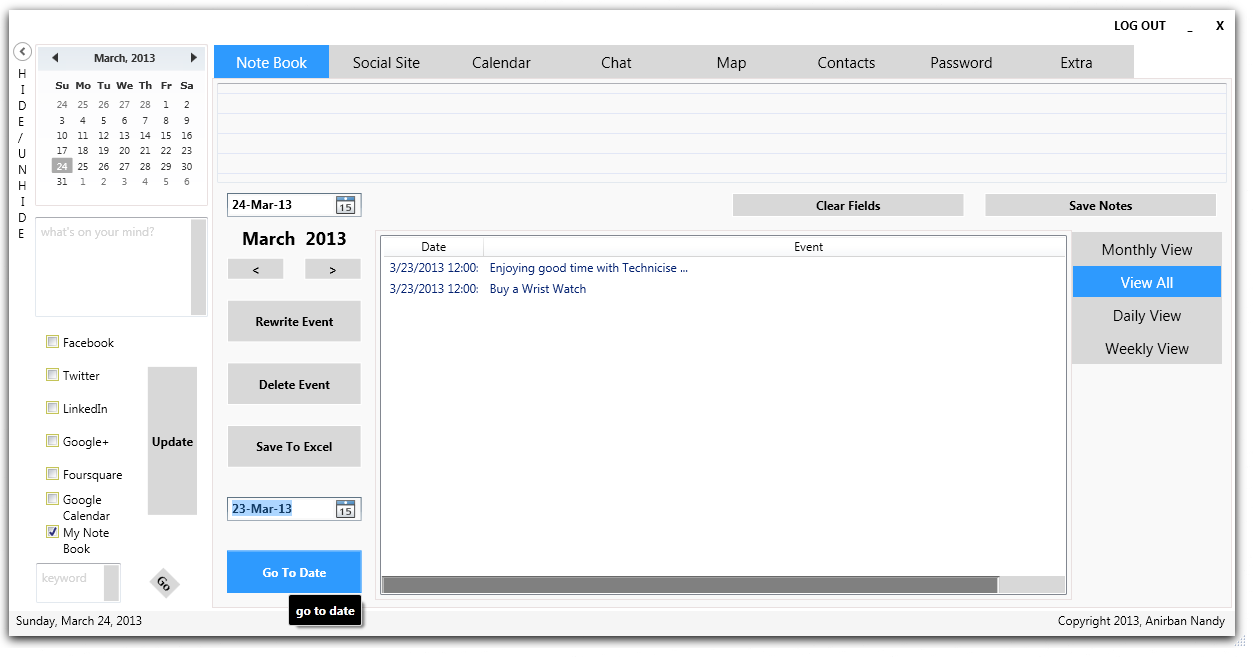 LOG OUT _ X
HIDE/UNHIDE
March, 2013
Su Mo Tu We Th Fr Sa
24 25 26 27 28 1 2
3 4 5 6 7 8 9
10 11 12 13 14 15 16
17 18 19 20 21 22 23
24 25 26 27 28 29 30
31 1 2 3 4 5 6
what's on your mind?
Facebook
Twitter
LinkedIn
Google+
Foursquare
Google
Calendar
My Note
Book
Update
keyword
Go
Note Book Social Site Calendar Chat Map Contacts Password Extra
24-Mar-13 15
Clear Fields Save Notes
March 2013
< >
Rewrite Event
Delete Event
Save To Excel
23-Mar-13 15
Go To Date
go to date
Date Event
3/23/2013 12:00: Enjoying good time with Technicise ...
3/23/2013 12:00: Buy a Wrist Watch
Monthly View
View All
Daily View
Weekly View
Sunday, March 24, 2013
Copyright 2013, Anirban Nandy